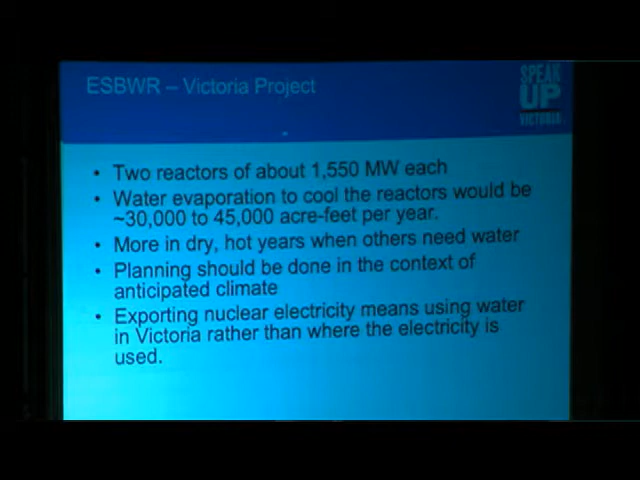 ESBWR – Victoria Project
SPEAK
UP
VICTORIA
• Two reactors of about 1,550 MW each
• Water evaporation to cool the reactors would be
~30,000 to 45,000 acre-feet per year.
• More in dry, hot years when others need water
• Planning should be done in the context of
anticipated climate
• Exporting nuclear electricity means using water
in Victoria rather than where the electricity is
used.